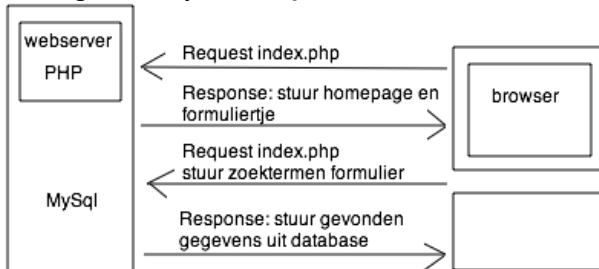 webserver
PHP
MySql
Request index.php
Response: stuur homepage en
formuliertje
Request index.php
stuur zoektermen formulier
Response: stuur gevonden
gegevens uit database
browser